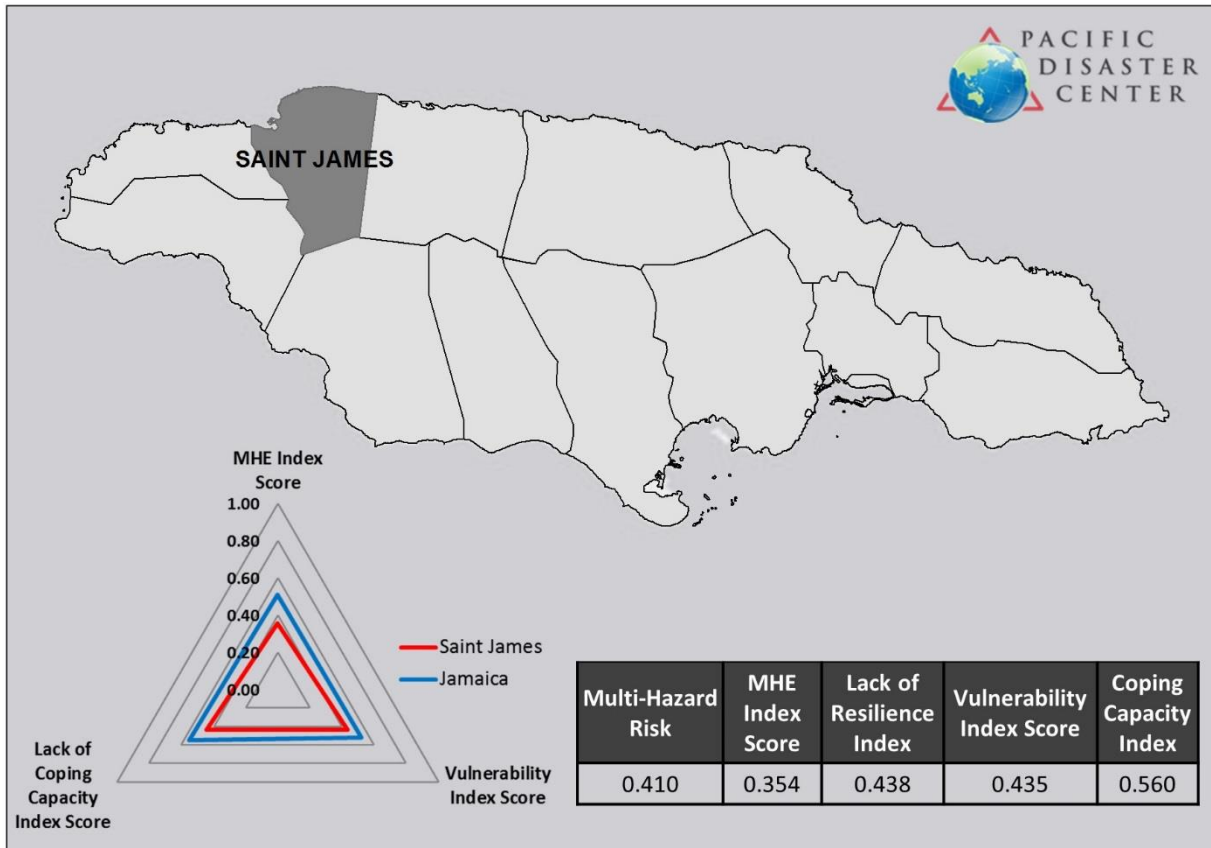 PACIFIC
DISASTER
CENTER
SAINT JAMES
MHE Index
Score
1.00
0.80
0.60
0.40
0.20
0.00
Saint James
Jamaica
Lack of
Coping
Capacity
Index Score
Vulnerability
Index Score
Multi-Hazard
Risk
MHE
Index
Score
Lack of
Resilience
Index
Vulnerability
Index Score
Coping
Capacity
Index
0.410
0.354
0.438
0.435
0.560